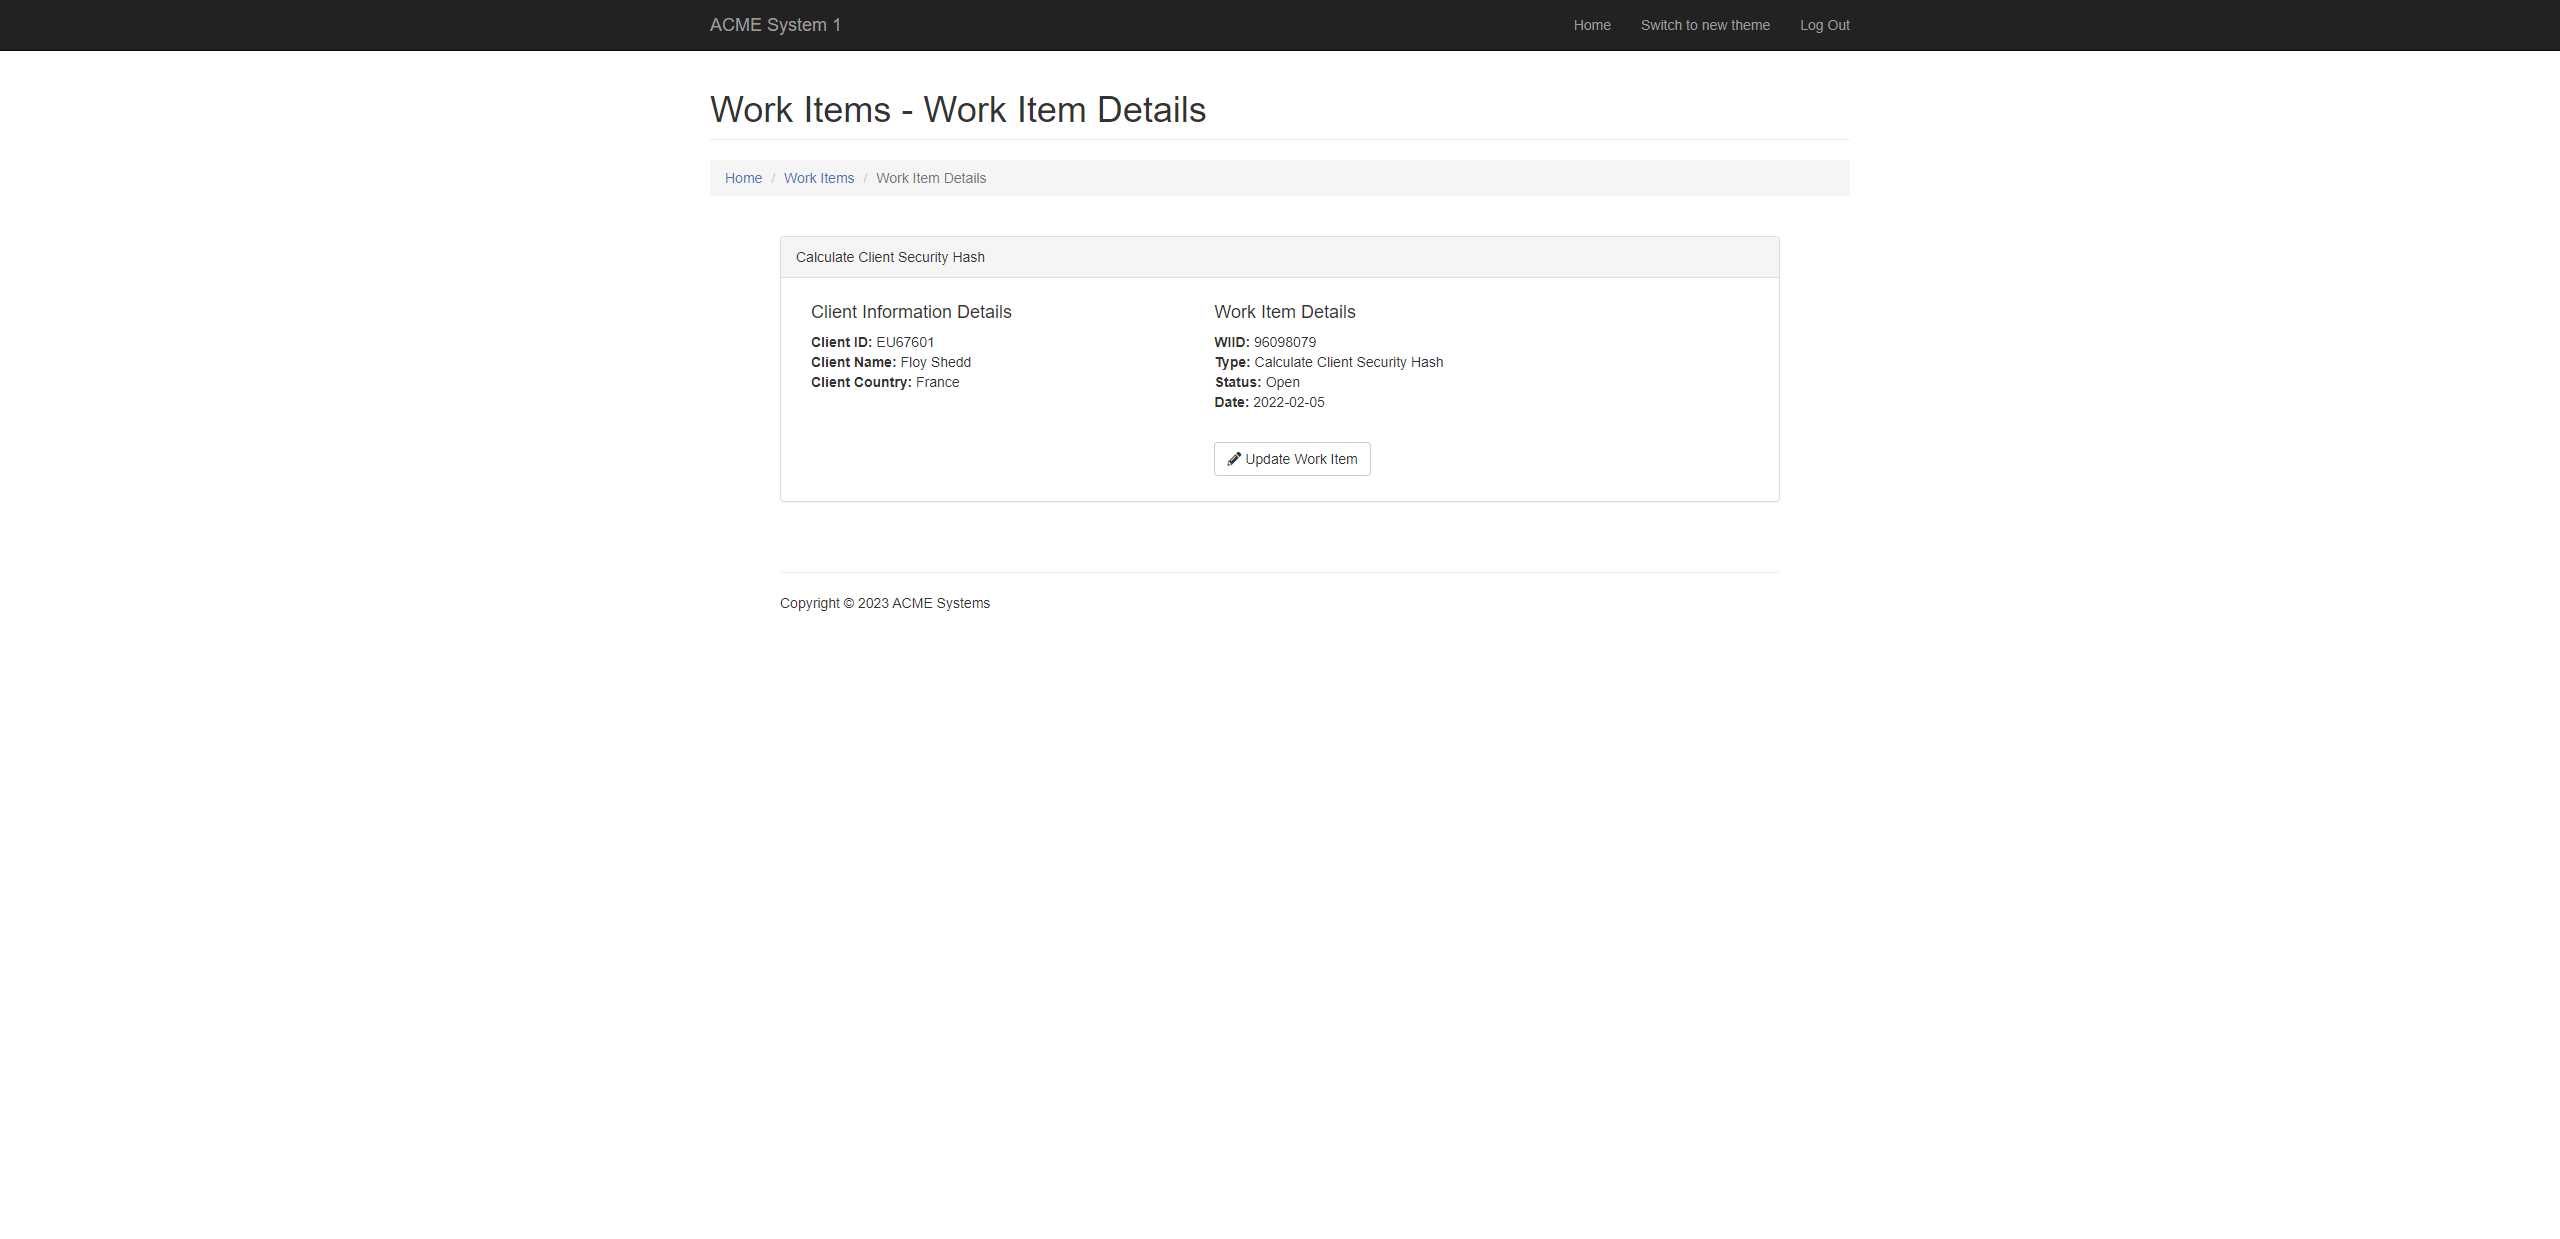 ACME System 1
Home
Switch to new theme
Log Out
Work Items - Work Item Details
Home / Work Items / Work Item Details
Calculate Client Security Hash
Client Information Details
Client ID: EU67601
Client Name: Floy Shedd
Client Country: France
Work Item Details
WIID: 96098079
Type: Calculate Client Security Hash
Status: Open
Date: 2022-02-05
Update Work Item
Copyright © 2023 ACME Systems